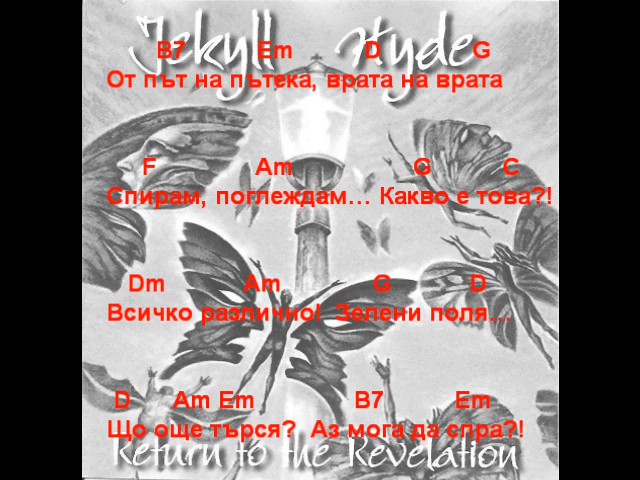 Jekyll Hyde
B7 Em D G
От път на пътека, врата на врата
F Am G C
Спирам, поглеждам... Какво е това?!
Dm Am G D
Всичко различно! Зелени поля...
D Am Em B7 Em
Що още търся? Аз мога да спра?!
Return to the Revelation